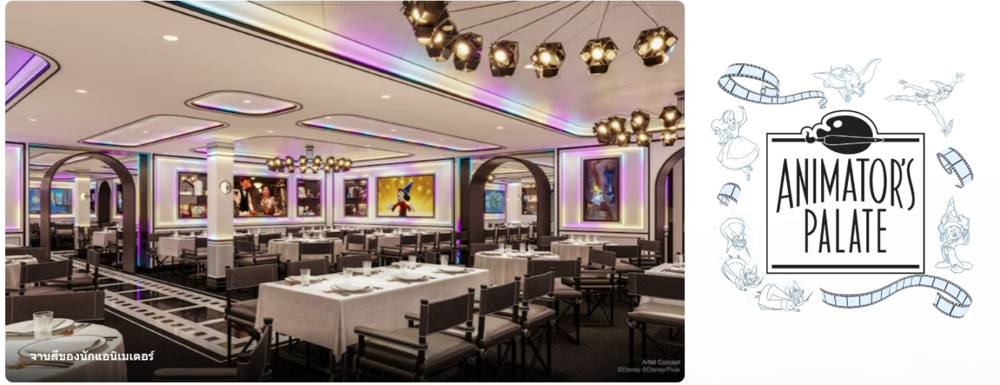 จานสีของนักแอนิเมเตอร์
Artist Concept
©Disney ©Disney/Pixar
ANIMATOR'S
PALATE